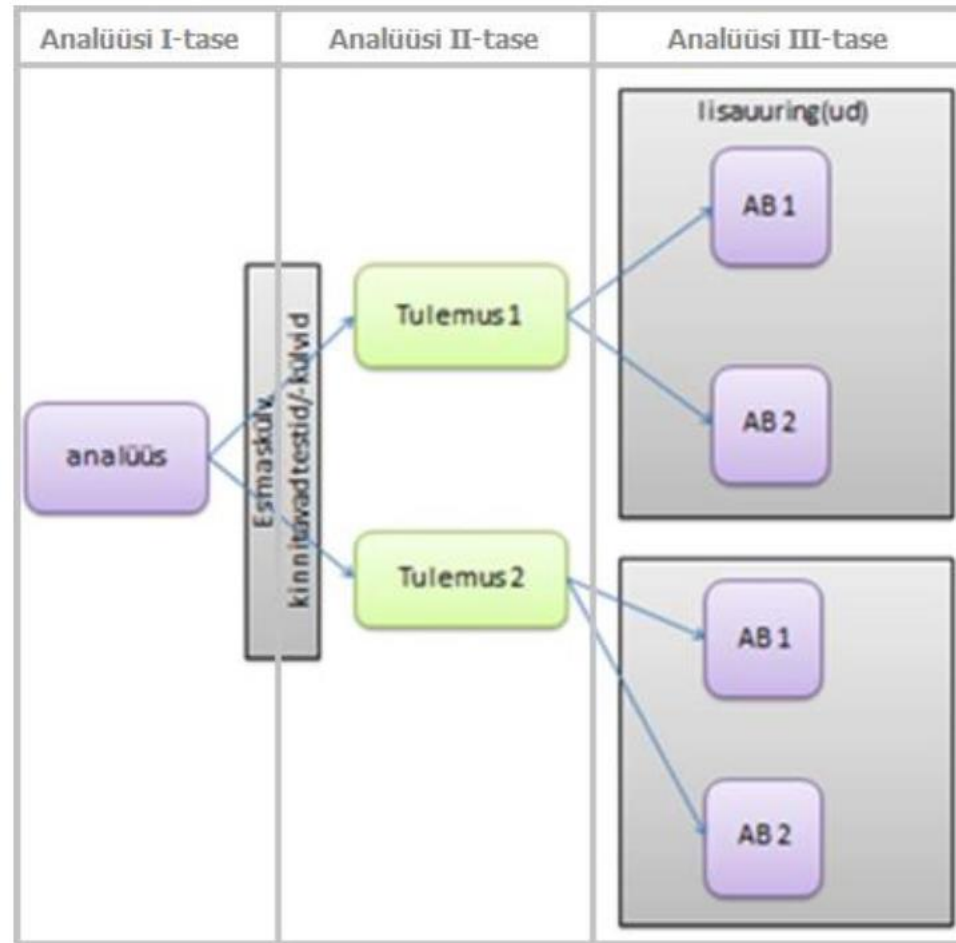 Analüüsi I-tase
Analüüsi II-tase
Analüüsi III-tase
lisauuring(ud)
AB 1
Tulemus 1
Esmaskülv
kinnitavad testid/-külvid
AB 2
analüüs
Tulemus 2
AB 1
AB 2